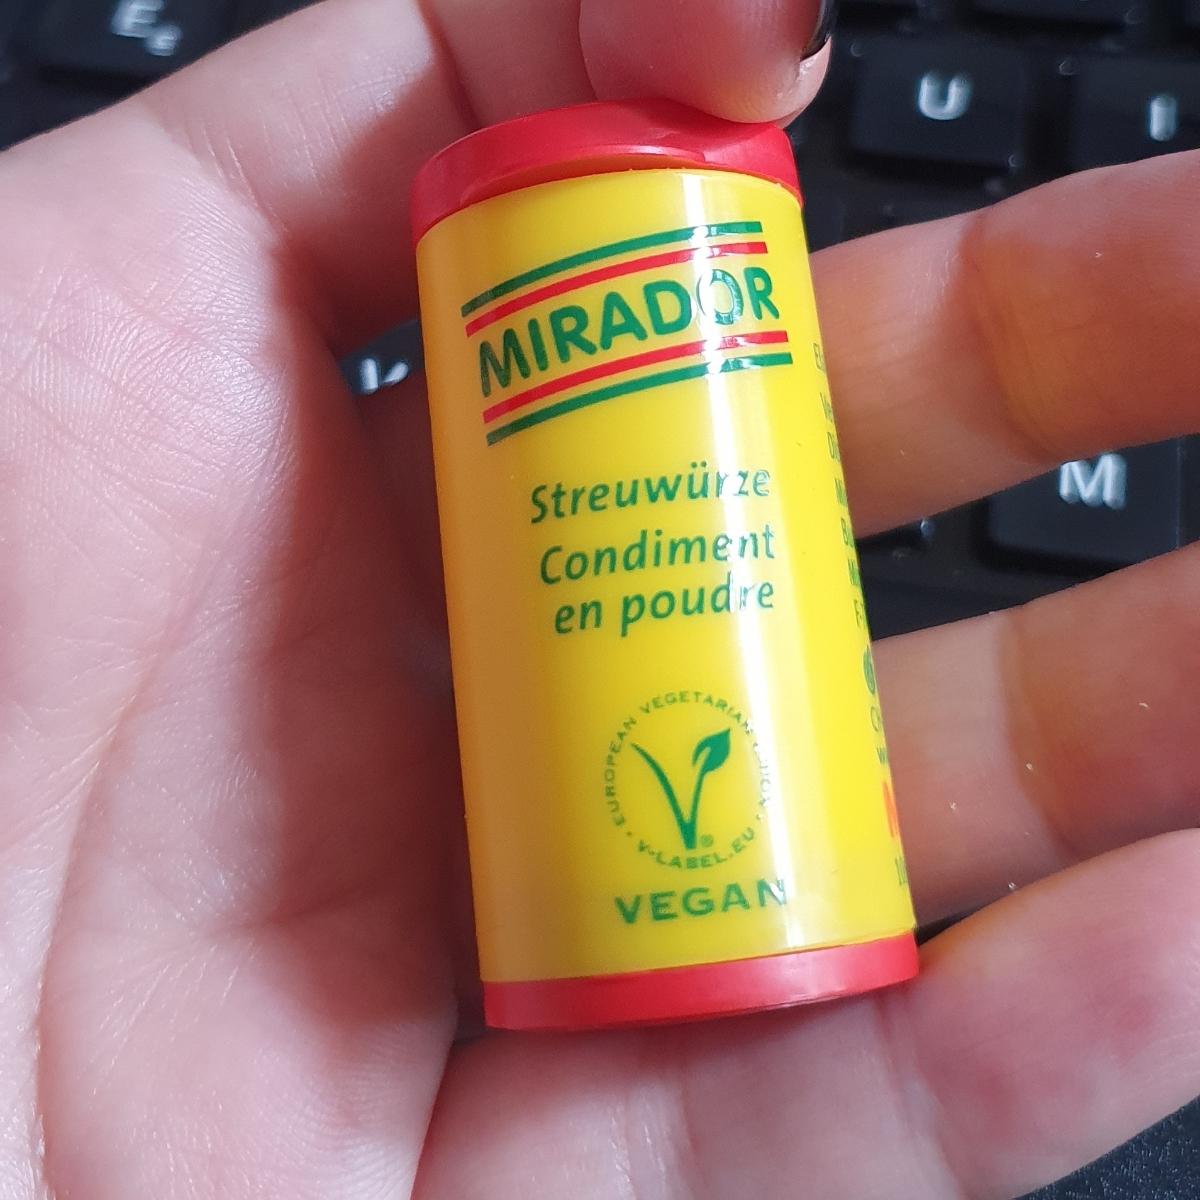 MIRADOR
Streuwürze
Condiment
en poudre
EUROPEAN VEGETARIAN UNION
V-LABEL.EU
®
VEGAN
E€
U
I
M